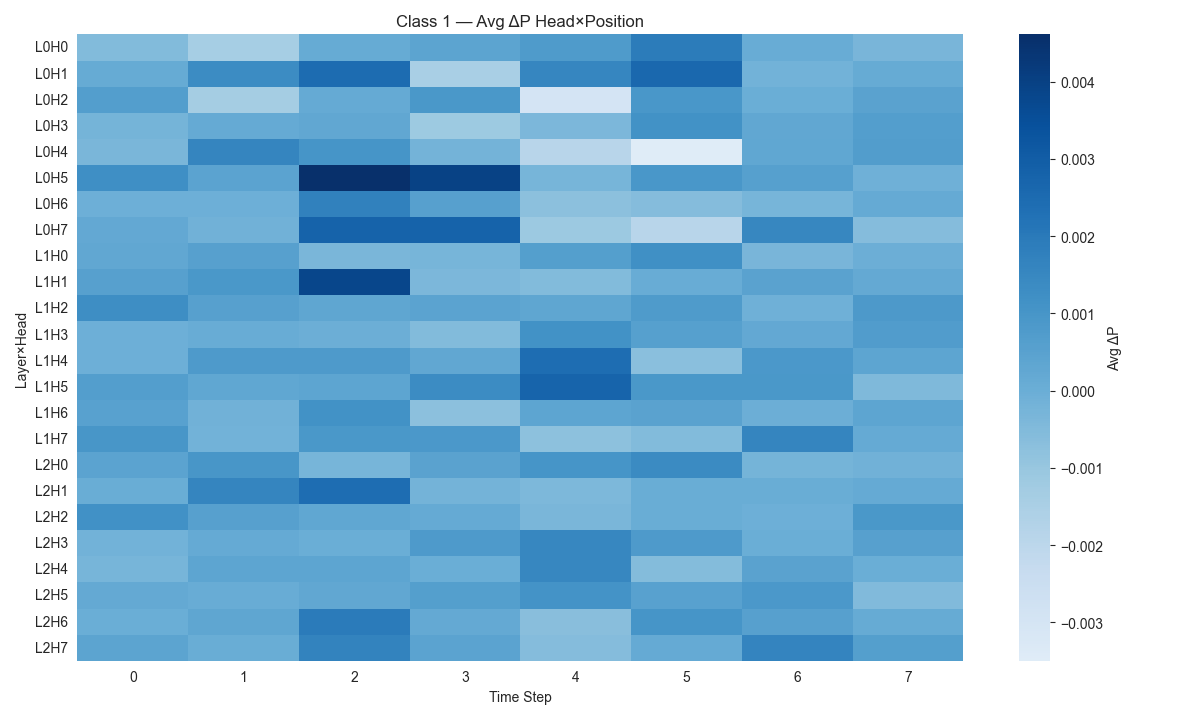 Class 1 — Avg ΔP Head×Position
L0H0
L0H1
L0H2
L0H3
L0H4
L0H5
L0H6
L0H7
L1H0
L1H1
L1H2
L1H3
L1H4
L1H5
L1H6
L1H7
L2H0
L2H1
L2H2
L2H3
L2H4
L2H5
L2H6
L2H7
Layer×Head
0 1 2 3 4 5 6 7
Time Step
0.004
0.003
0.002
0.001
0.000
−0.001
−0.002
−0.003
Avg ΔP